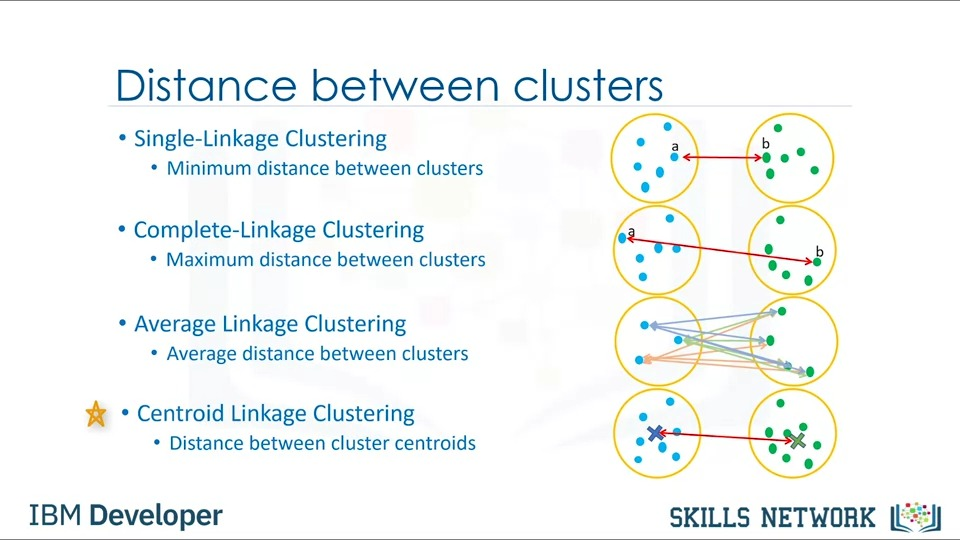 Distance between clusters
• Single-Linkage Clustering
• Minimum distance between clusters
a
b
• Complete-Linkage Clustering
• Maximum distance between clusters
a
b
• Average Linkage Clustering
• Average distance between clusters
• Centroid Linkage Clustering
• Distance between cluster centroids
IBM Developer
SKILLS NETWORK